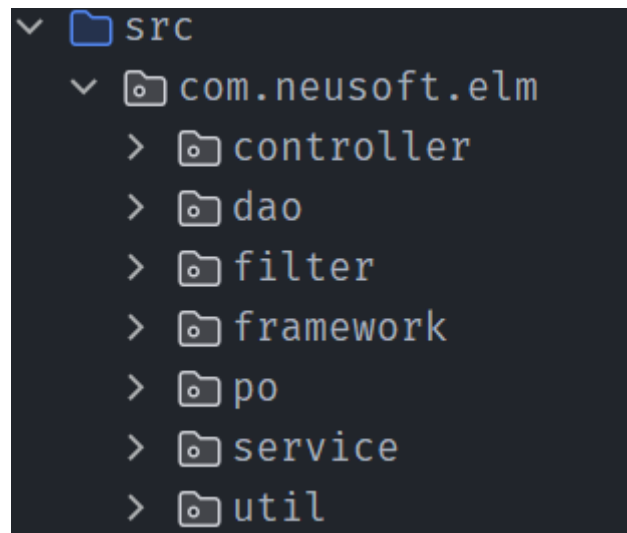 src
com.neusoft.elm
controller
dao
filter
framework
po
service
util